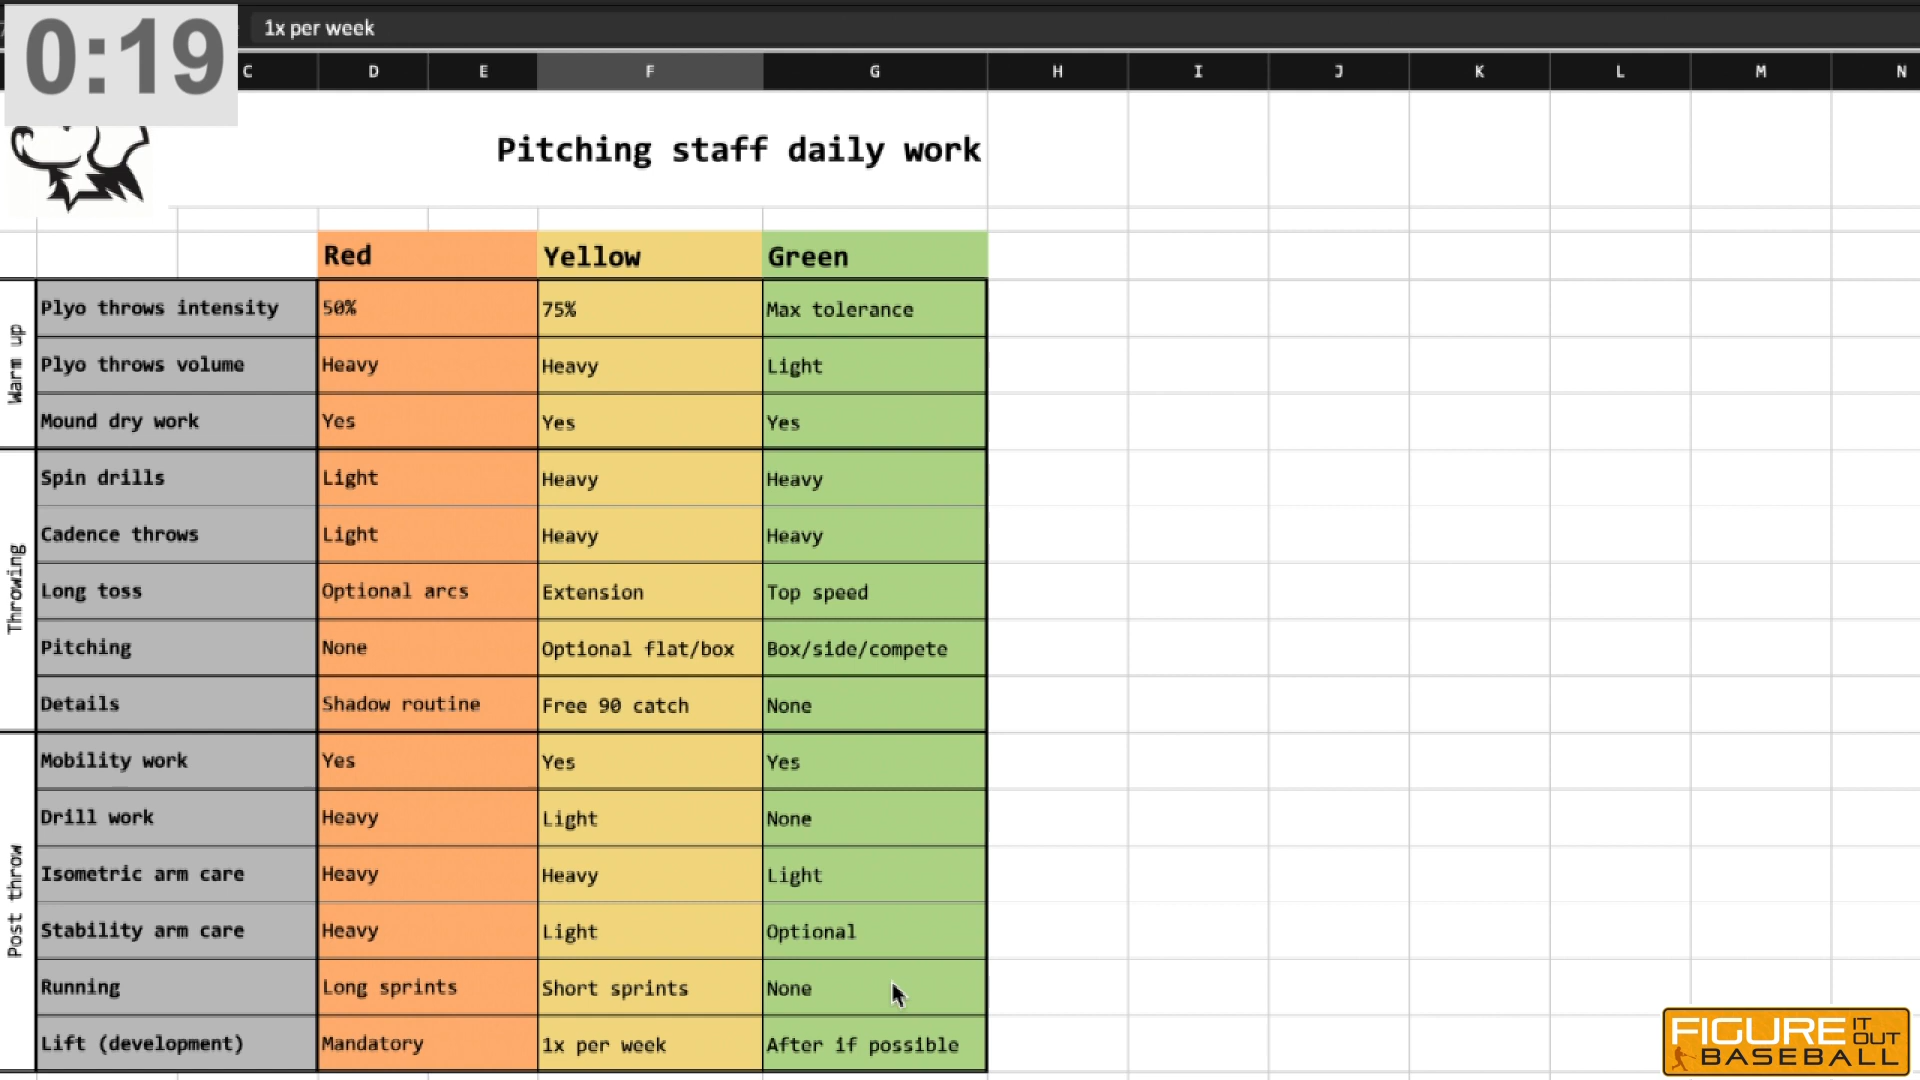 0:19
1x per week
C D E F G H I J K L M N
Pitching staff daily work
Red Yellow Green
Warm up
Plyo throws intensity 50% 75% Max tolerance
Plyo throws volume Heavy Heavy Light
Mound dry work Yes Yes Yes
Throwing
Spin drills Light Heavy Heavy
Cadence throws Light Heavy Heavy
Long toss Optional arcs Extension Top speed
Pitching None Optional flat/box Box/side/compete
Details Shadow routine Free 90 catch None
Post throw
Mobility work Yes Yes Yes
Drill work Heavy Light None
Isometric arm care Heavy Heavy Light
Stability arm care Heavy Light Optional
Running Long sprints Short sprints None
Lift (development) Mandatory 1x per week After if possible
FIGURE IT OUT
BASEBALL